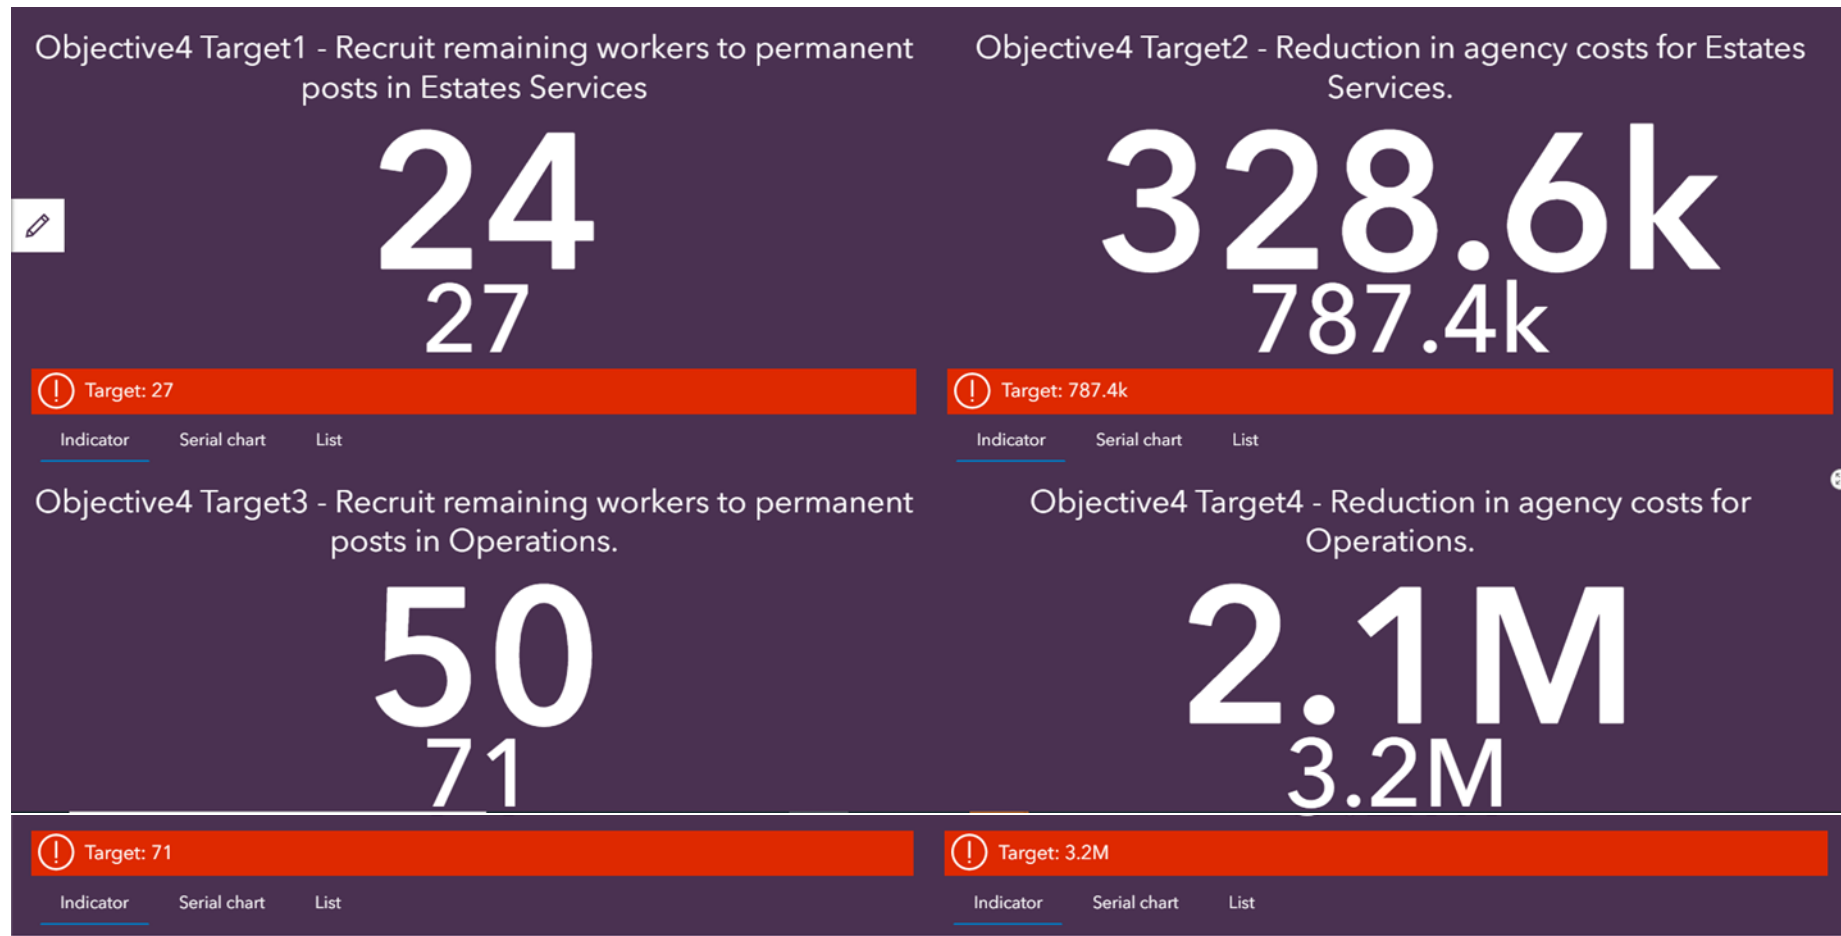 Objective4 Target1 - Recruit remaining workers to permanent
posts in Estates Services
24
27
Target: 27
Indicator Serial chart List
Objective4 Target2 - Reduction in agency costs for Estates
Services.
328.6k
787.4k
Target: 787.4k
Indicator Serial chart List
Objective4 Target3 - Recruit remaining workers to permanent
posts in Operations.
50
71
Target: 71
Indicator Serial chart List
Objective4 Target4 - Reduction in agency costs for
Operations.
2.1M
3.2M
Target: 3.2M
Indicator Serial chart List